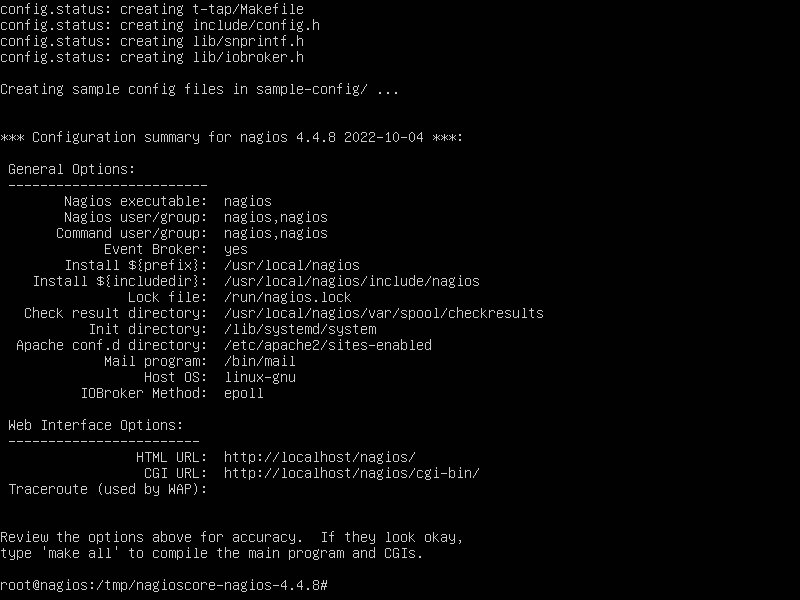 config.status: creating t-tap/Makefile
config.status: creating include/config.h
config.status: creating lib/snprintf.h
config.status: creating lib/iobroker.h
Creating sample config files in sample-config/ ...
*** Configuration summary for nagios 4.4.8 2022-10-04 ***:
General Options:
-------------------------
Nagios executable:  nagios
Nagios user/group:  nagios,nagios
Command user/group:  nagios,nagios
Event Broker:  yes
Install ${prefix}:  /usr/local/nagios
Install ${includedir}:  /usr/local/nagios/include/nagios
Lock file:  /run/nagios.lock
Check result directory:  /usr/local/nagios/var/spool/checkresults
Init directory:  /lib/systemd/system
Apache conf.d directory:  /etc/apache2/sites-enabled
Mail program:  /bin/mail
Host OS:  linux-gnu
IOBroker Method:  epoll
Web Interface Options:
------------------------
HTML URL:  http://localhost/nagios/
CGI URL:  http://localhost/nagios/cgi-bin/
Traceroute (used by WAP):
Review the options above for accuracy.  If they look okay,
type 'make all' to compile the main program and CGIs.
root@nagios:/tmp/nagioscore-nagios-4.4.8#